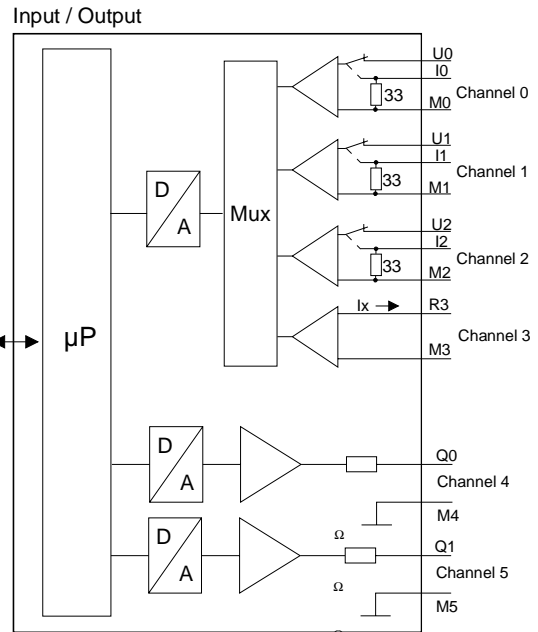 Input / Output
U0
I0
33
Channel 0
M0
U1
I1
33
Channel 1
M1
D
A
Mux
U2
I2
33
Channel 2
M2
Ix
R3
Channel 3
M3
µP
D
A
Q0
Channel 4
M4
D
A
Ω
Q1
Channel 5
Ω
M5
Ω